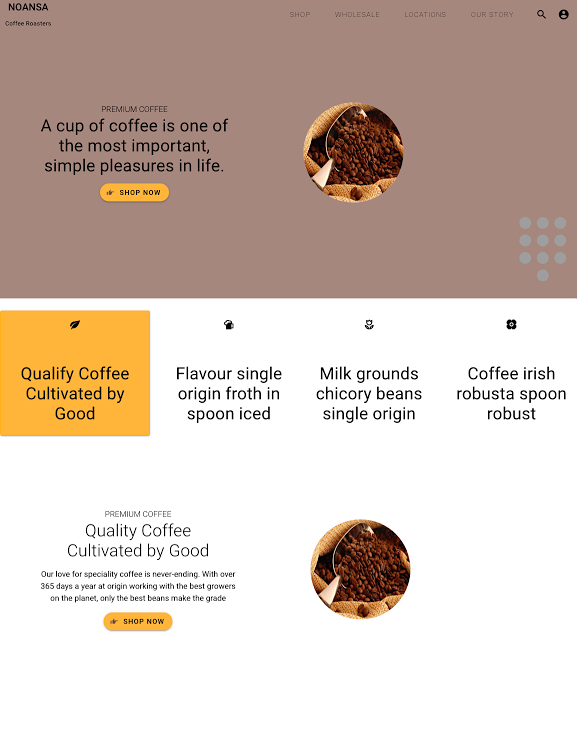 NOANSA
Coffee Roasters
SHOP
WHOLESALE
LOCATIONS
OUR STORY
PREMIUM COFFEE
A cup of coffee is one of
the most important,
simple pleasures in life.
SHOP NOW
Qualify Coffee
Cultivated by
Good
Flavour single
origin froth in
spoon iced
Milk grounds
chicory beans
single origin
Coffee irish
robusta spoon
robust
PREMIUM COFFEE
Quality Coffee
Cultivated by Good
Our love for speciality coffee is never-ending. With over
365 days a year at origin working with the best growers
on the planet, only the best beans make the grade
SHOP NOW